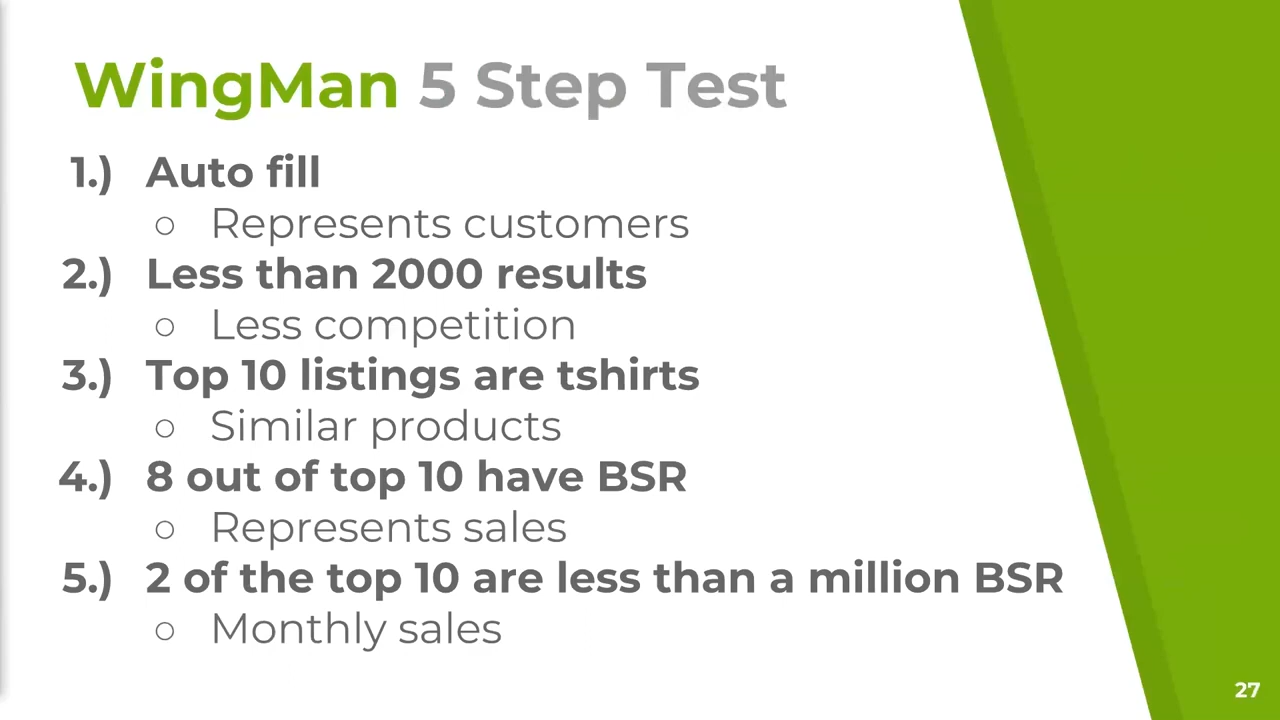 WingMan 5 Step Test
1.) Auto fill
○ Represents customers
2.) Less than 2000 results
○ Less competition
3.) Top 10 listings are tshirts
○ Similar products
4.) 8 out of top 10 have BSR
○ Represents sales
5.) 2 of the top 10 are less than a million BSR
○ Monthly sales
27